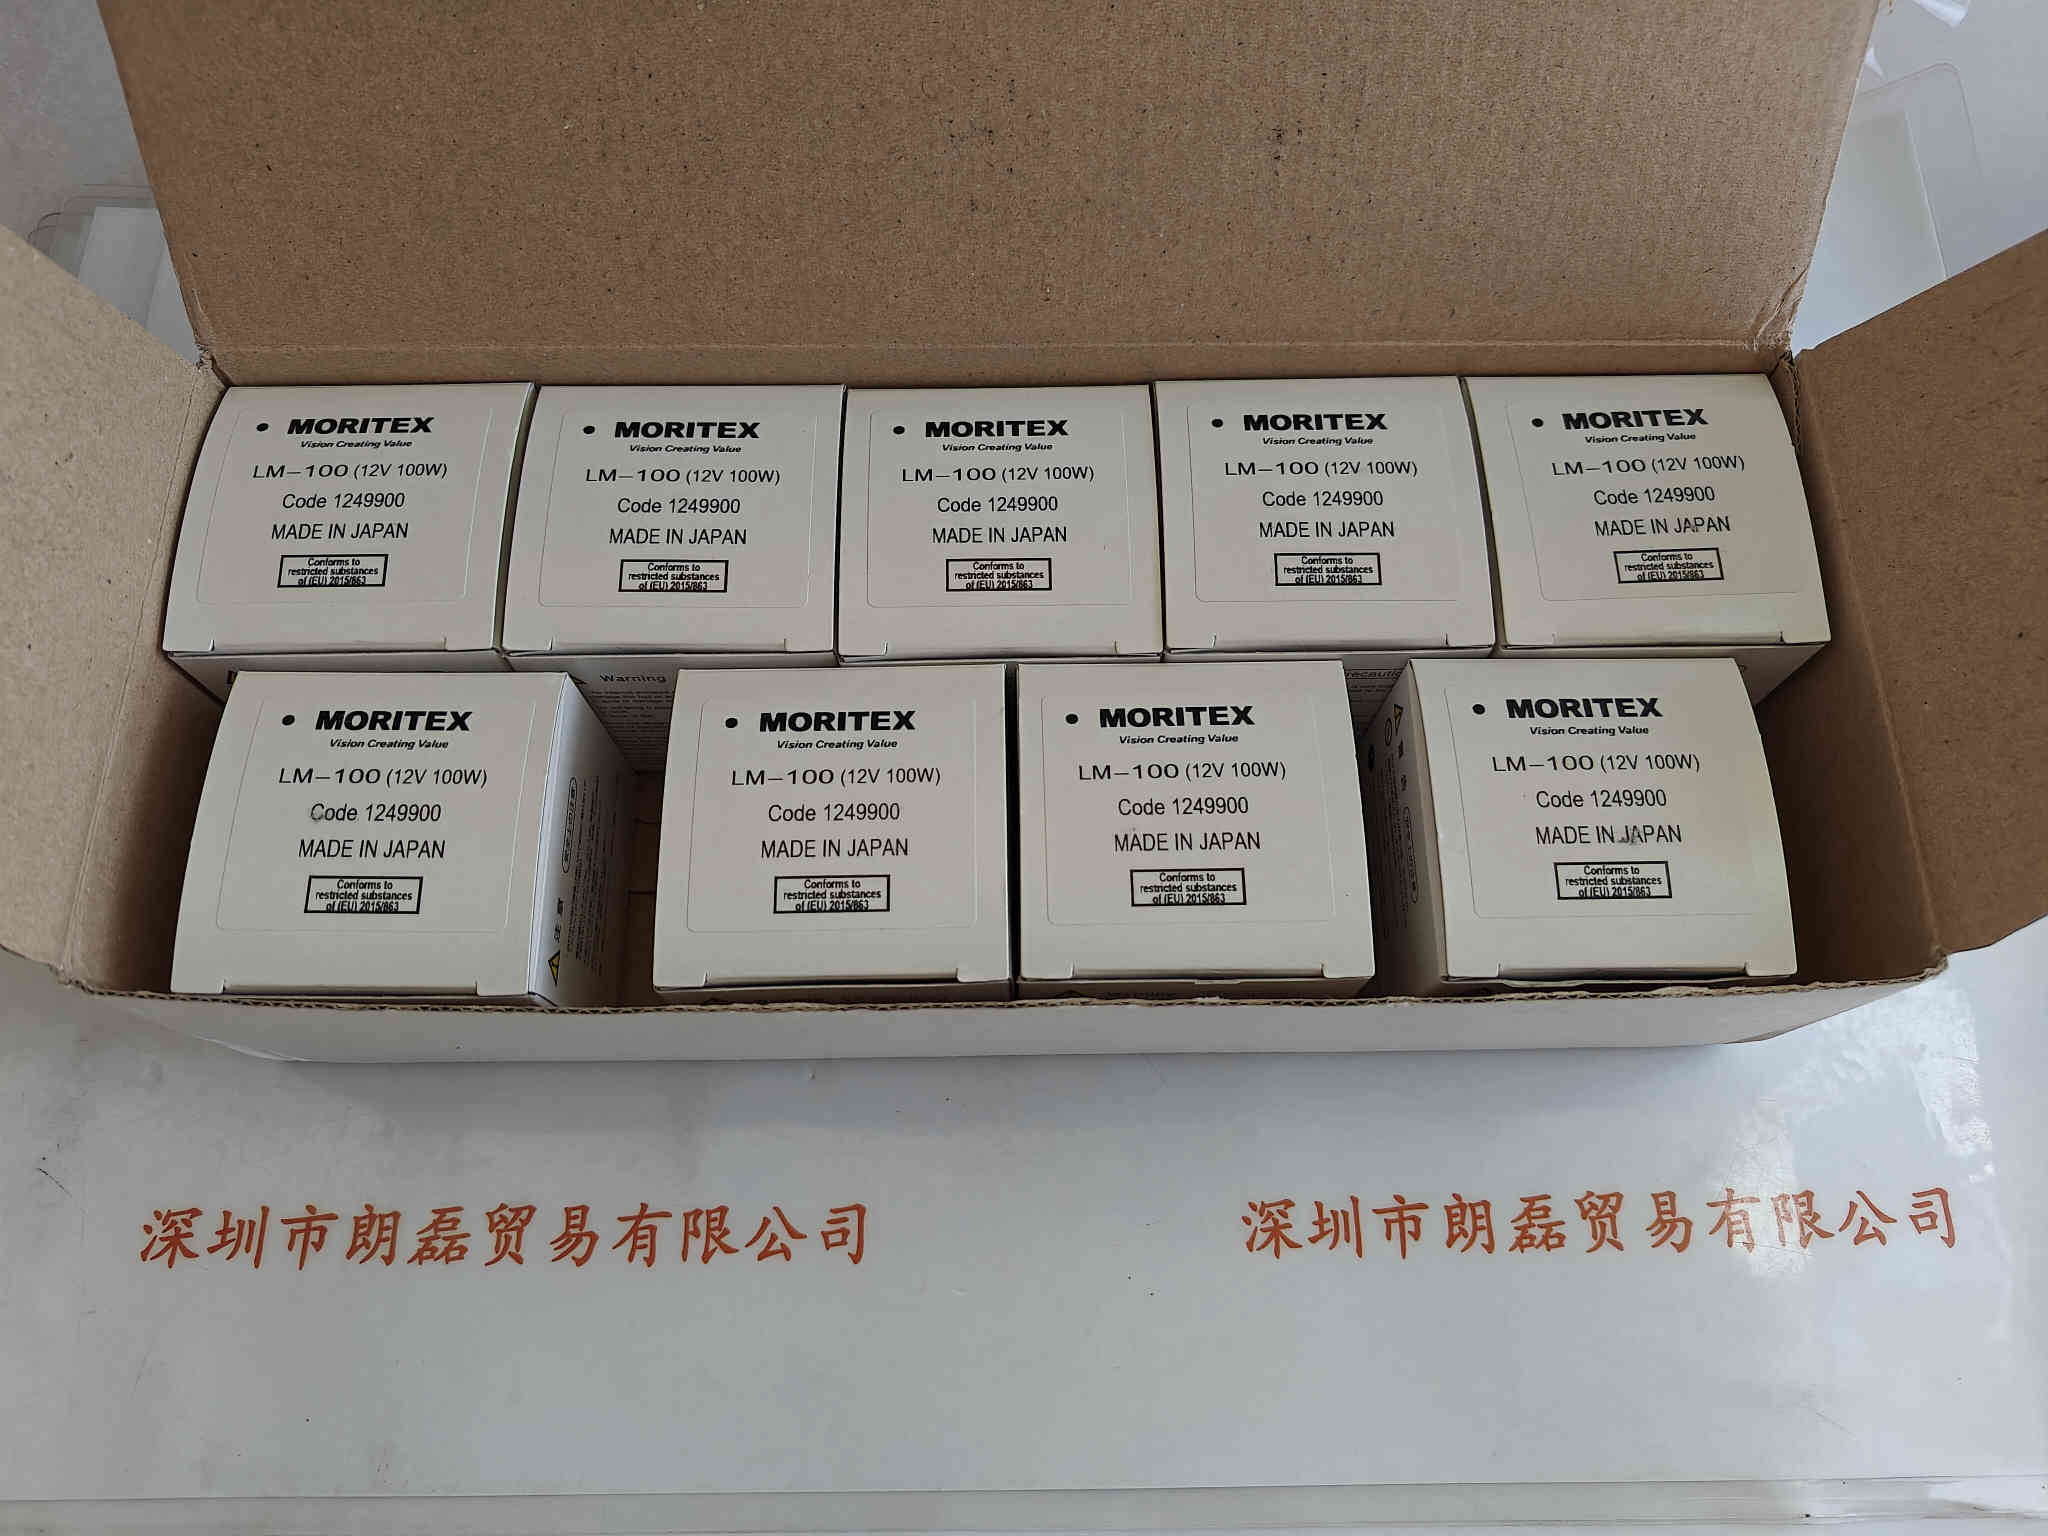 MORITEX
Vision Creating Value
LM-100 (12V 100W)
Code 1249900
MADE IN JAPAN
Conforms to
restricted substances
of (EU) 2015/863
MORITEX
Vision Creating Value
LM-100 (12V 100W)
Code 1249900
MADE IN JAPAN
Conforms to
restricted substances
of (EU) 2015/863
MORITEX
Vision Creating Value
LM-100 (12V 100W)
Code 1249900
MADE IN JAPAN
Conforms to
restricted substances
of (EU) 2015/863
MORITEX
Vision Creating Value
LM-100 (12V 100W)
Code 1249900
MADE IN JAPAN
Conforms to
restricted substances
of (EU) 2015/863
MORITEX
Vision Creating Value
LM-100 (12V 100W)
Code 1249900
MADE IN JAPAN
Conforms to
restricted substances
of (EU) 2015/863
Warning
MORITEX
Vision Creating Value
LM-100 (12V 100W)
Code 1249900
MADE IN JAPAN
Conforms to
restricted substances
of (EU) 2015/863
MORITEX
Vision Creating Value
LM-100 (12V 100W)
Code 1249900
MADE IN JAPAN
Conforms to
restricted substances
of (EU) 2015/863
MORITEX
Vision Creating Value
LM-100 (12V 100W)
Code 1249900
MADE IN JAPAN
Conforms to
restricted substances
of (EU) 2015/863
MORITEX
Vision Creating Value
LM-100 (12V 100W)
Code 1249900
MADE IN JAPAN
Conforms to
restricted substances
of (EU) 2015/863
深圳市朗磊贸易有限公司
深圳市朗磊贸易有限公司